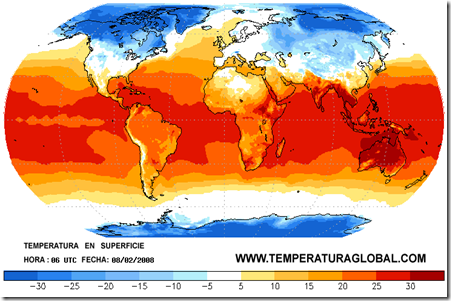 TEMPERATURA EN SUPERFICIE
HORA: 06 UTC FECHA: 08/02/2008
WWW.TEMPERATURAGLOBAL.COM
-30 -25 -20 -15 -10 -5 5 10 15 20 25 30